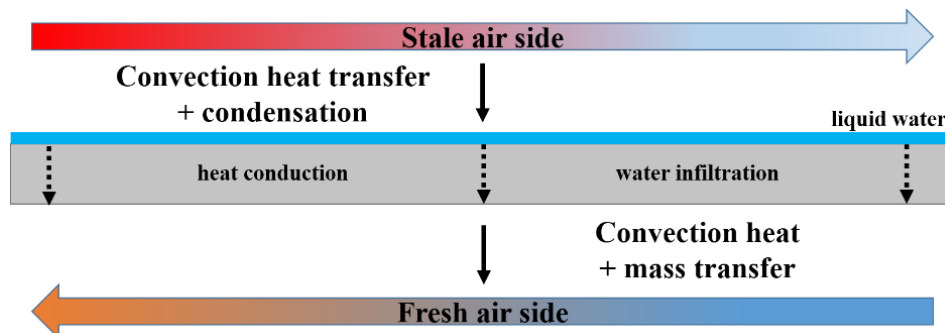 Stale air side
Convection heat transfer
+ condensation
liquid water
heat conduction
water infiltration
Convection heat
+ mass transfer
Fresh air side